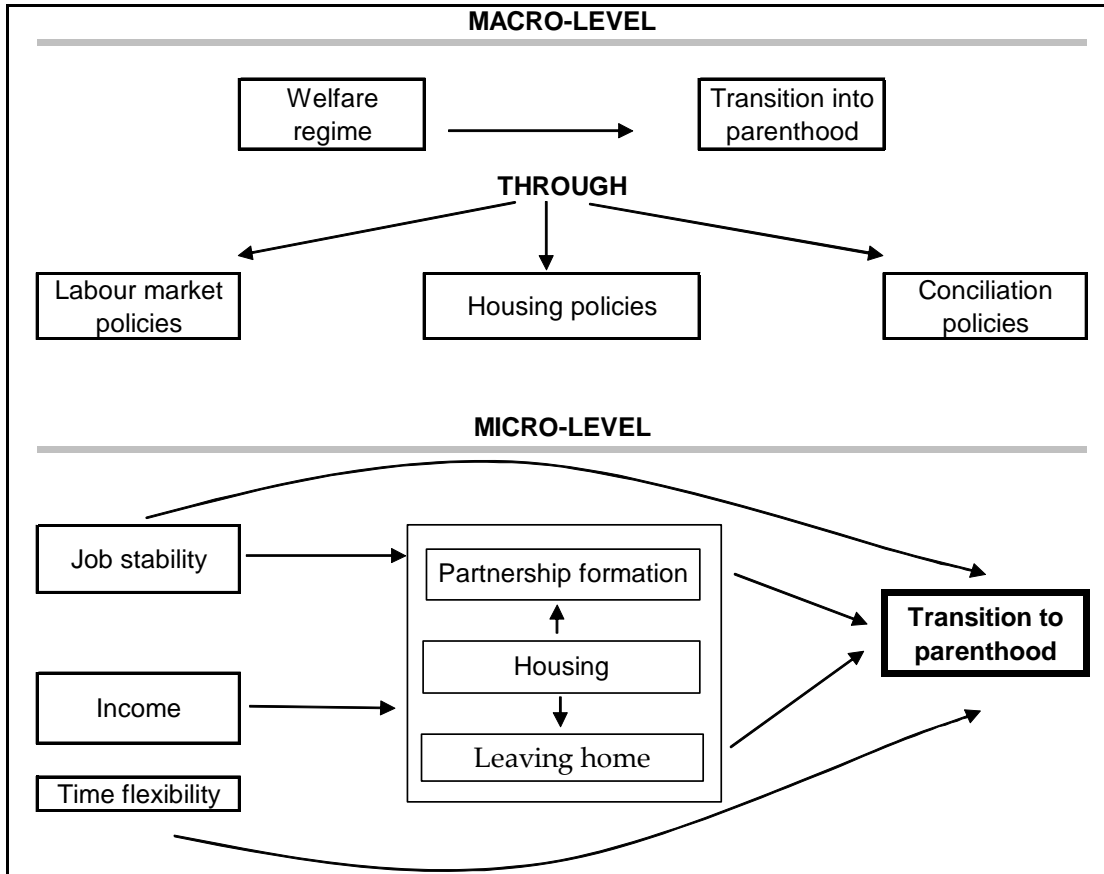 MACRO-LEVEL
Welfare
regime
Transition into
parenthood
THROUGH
Labour market
policies
Housing policies
Conciliation
policies
MICRO-LEVEL
Job stability
Partnership formation
Transition to
parenthood
Housing
Income
Leaving home
Time flexibility